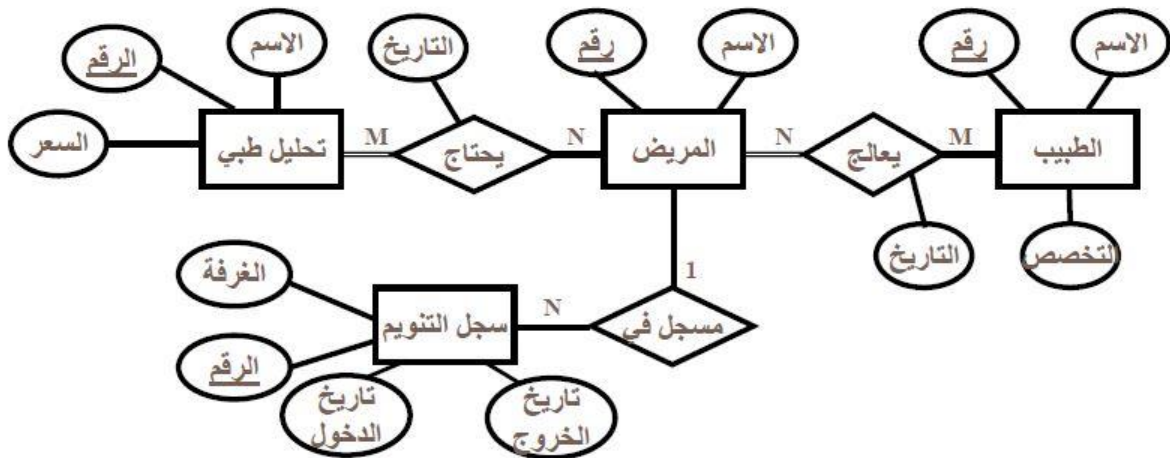 الاسم
رقم
الاسم
رقم
التاريخ
الاسم
الرقم
السعر
الطبيب
M
يعالج
N
المريض
N
يحتاج
M
تحليل طبي
التخصص
التاريخ
1
مسجل في
N
سجل التنويم
الغرفة
الرقم
تاريخ
الخروج
تاريخ
الدخول